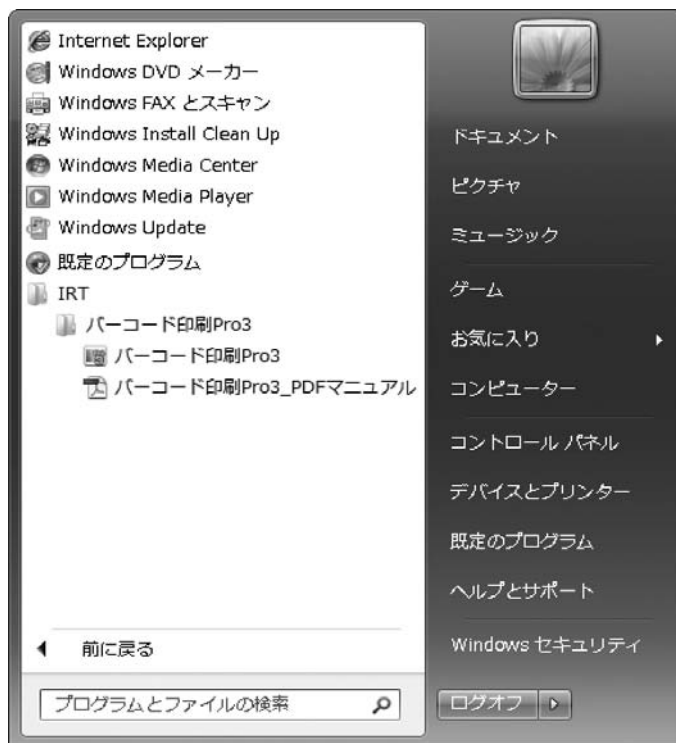 Internet Explorer
Windows DVD メーカー
Windows FAX とスキャン
Windows Install Clean Up
Windows Media Center
Windows Media Player
Windows Update
既定のプログラム
IRT
バーコード印刷Pro3
バーコード印刷Pro3
バーコード印刷Pro3_PDFマニュアル
前に戻る
プログラムとファイルの検索
ドキュメント
ピクチャ
ミュージック
ゲーム
お気に入り
コンピューター
コントロール パネル
デバイスとプリンター
既定のプログラム
ヘルプとサポート
Windows セキュリティ
ログオフ